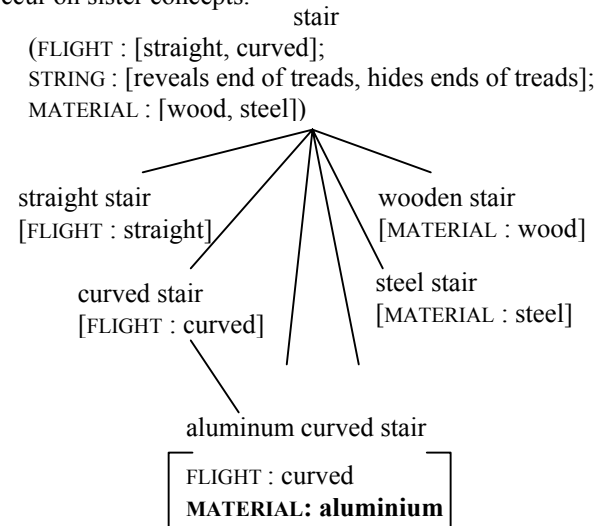 ccur on sister concepts.
stair
(FLIGHT : [straight, curved];
STRING : [reveals end of treads, hides ends of treads];
MATERIAL : [wood, steel])
straight stair
[FLIGHT : straight]
wooden stair
[MATERIAL : wood]
curved stair
[FLIGHT : curved]
steel stair
[MATERIAL : steel]
aluminum curved stair
FLIGHT : curved
MATERIAL: aluminium